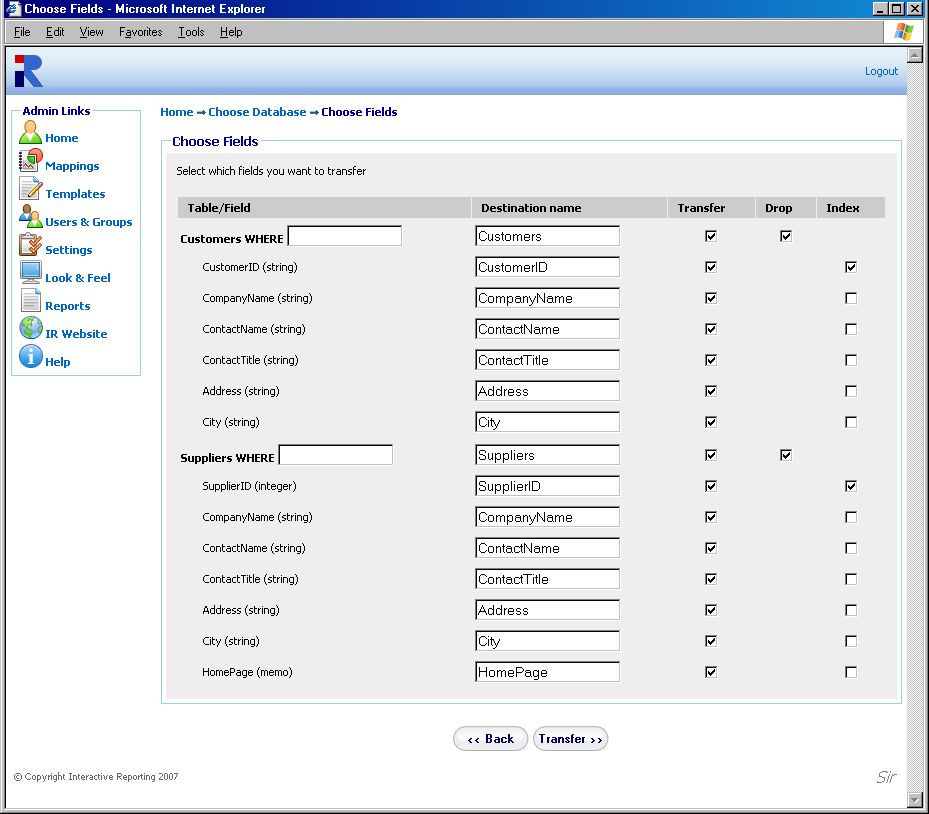 Choose Fields - Microsoft Internet Explorer
File Edit View Favorites Tools Help
R
Logout
Admin Links
Home
Mappings
Templates
Users & Groups
Settings
Look & Feel
Reports
IR Website
Help
Home → Choose Database → Choose Fields
Choose Fields
Select which fields you want to transfer
Table/Field Destination name Transfer Drop Index
Customers WHERE Customers
CustomerID (string) CustomerID
CompanyName (string) CompanyName
ContactName (string) ContactName
ContactTitle (string) ContactTitle
Address (string) Address
City (string) City
Suppliers WHERE Suppliers
SupplierID (integer) SupplierID
CompanyName (string) CompanyName
ContactName (string) ContactName
ContactTitle (string) ContactTitle
Address (string) Address
City (string) City
HomePage (memo) HomePage
<< Back Transfer >>
© Copyright Interactive Reporting 2007
Sir